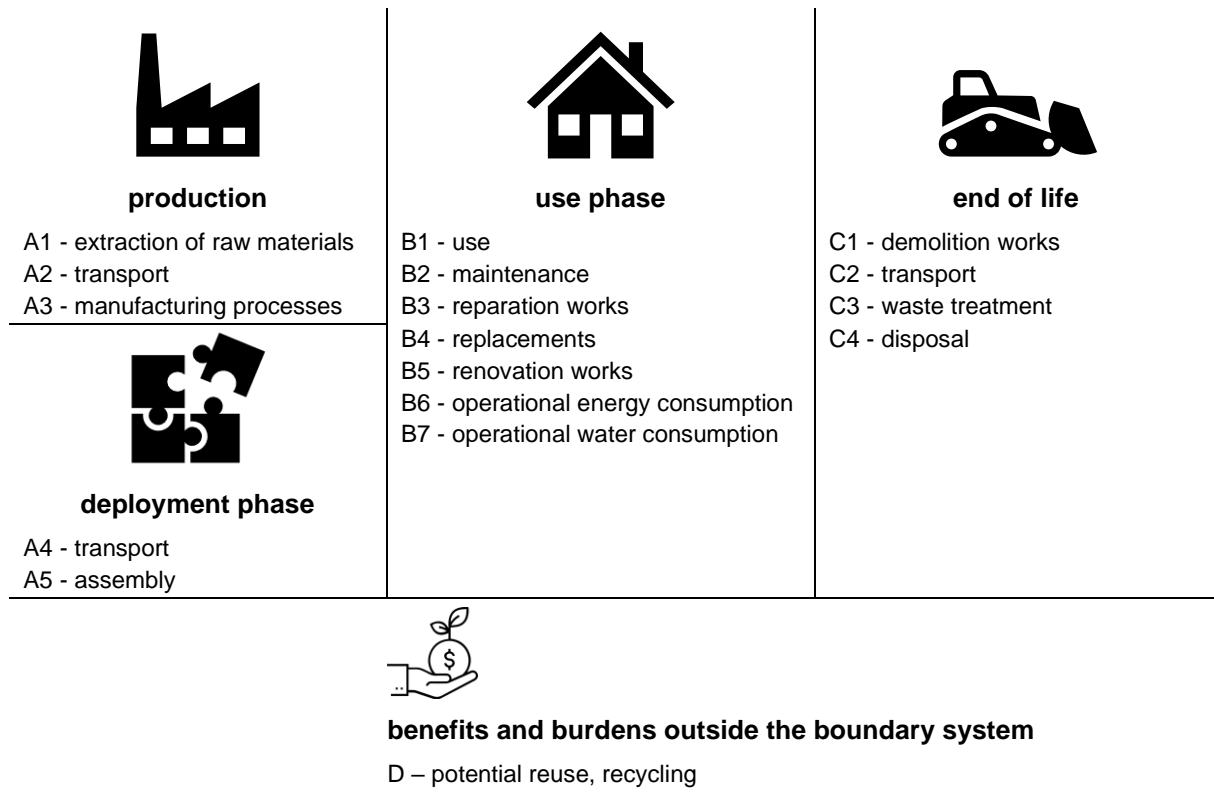 production
A1 - extraction of raw materials
A2 - transport
A3 - manufacturing processes
deployment phase
A4 - transport
A5 - assembly
use phase
B1 - use
B2 - maintenance
B3 - reparation works
B4 - replacements
B5 - renovation works
B6 - operational energy consumption
B7 - operational water consumption
end of life
C1 - demolition works
C2 - transport
C3 - waste treatment
C4 - disposal
$
benefits and burdens outside the boundary system
D – potential reuse, recycling